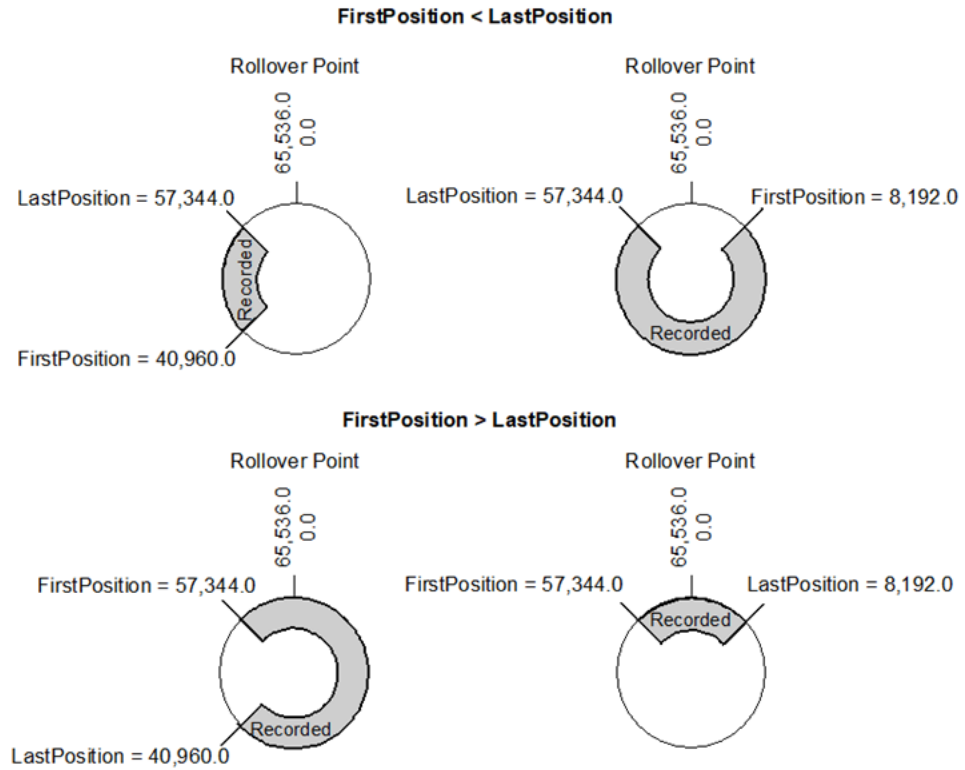 FirstPosition < LastPosition
Rollover Point
65,536.0
0.0
LastPosition = 57,344.0
Recorded
FirstPosition = 40,960.0
Rollover Point
65,536.0
0.0
LastPosition = 57,344.0
FirstPosition = 8,192.0
Recorded
FirstPosition > LastPosition
Rollover Point
65,536.0
0.0
FirstPosition = 57,344.0
Recorded
LastPosition = 40,960.0
Rollover Point
65,536.0
0.0
FirstPosition = 57,344.0
LastPosition = 8,192.0
Recorded